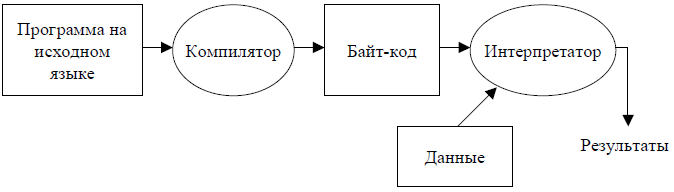 Программа на
исходном
языке
Компилятор
Байт-код
Интерпретатор
Данные
Результаты